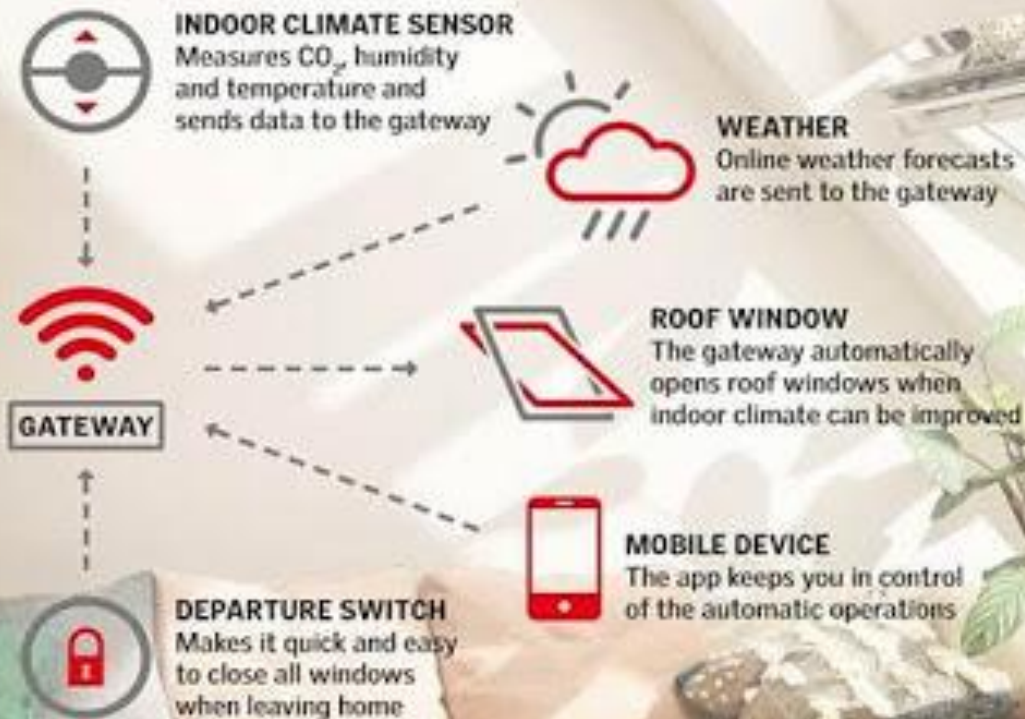 INDOOR CLIMATE SENSOR
Measures CO₂, humidity
and temperature and
sends data to the gateway
WEATHER
Online weather forecasts
are sent to the gateway
ROOF WINDOW
The gateway automatically
opens roof windows when
indoor climate can be improved
GATEWAY
MOBILE DEVICE
The app keeps you in control
of the automatic operations
DEPARTURE SWITCH
Makes it quick and easy
to close all windows
when leaving home